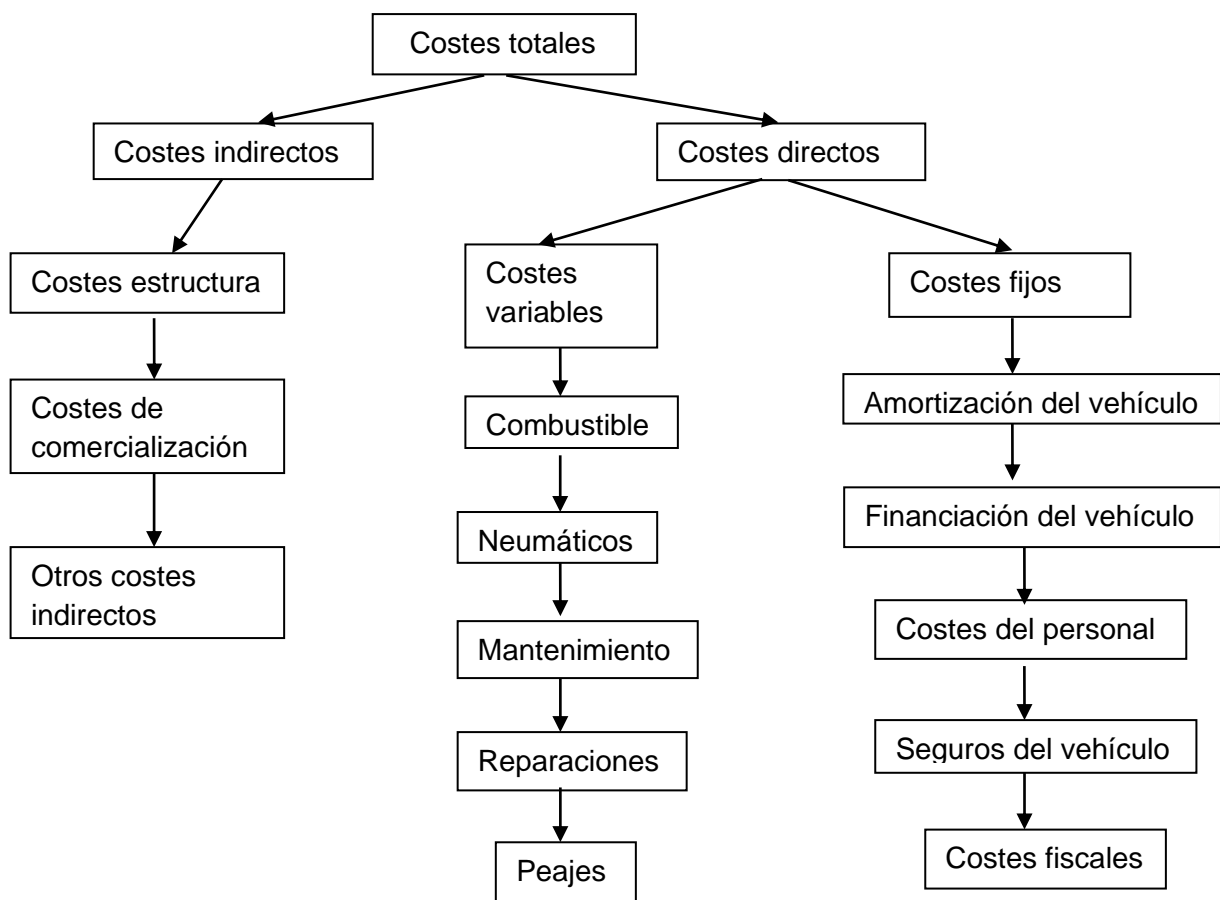 Costes totales
Costes indirectos
Costes directos
Costes estructura
Costes
variables
Costes fijos
Costes de
comercialización
Combustible
Amortización del vehículo
Otros costes
indirectos
Neumáticos
Financiación del vehículo
Mantenimiento
Costes del personal
Reparaciones
Seguros del vehículo
Peajes
Costes fiscales